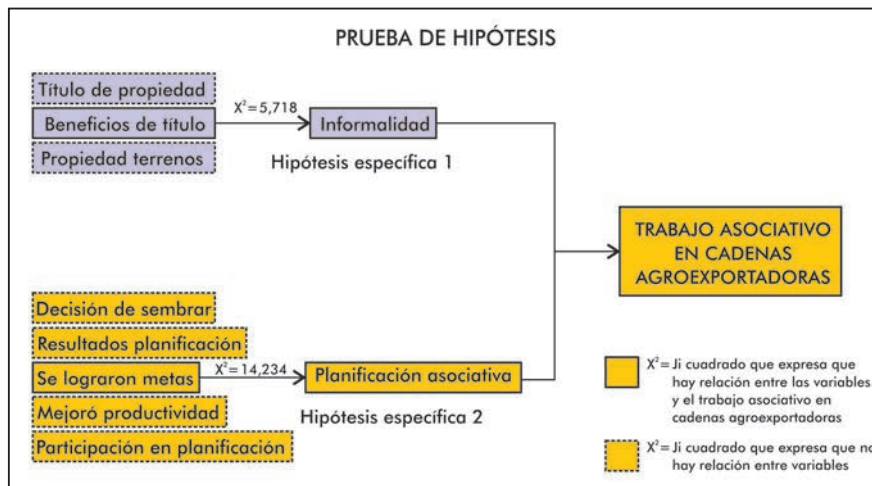 PRUEBA DE HIPÓTESIS
Título de propiedad
Beneficios de título
Propiedad terrenos
X²=5,718
Informalidad
Hipótesis específica 1
Decisión de sembrar
Resultados planificación
Se lograron metas
Mejoró productividad
Participación en planificación
X²=14,234
Planificación asociativa
Hipótesis específica 2
TRABAJO ASOCIATIVO
EN CADENAS
AGROEXPORTADORAS
X²= Ji cuadrado que expresa que
hay relación entre las variables
y el trabajo asociativo en
cadenas agroexportadoras
X²= Ji cuadrado que expresa que no
hay relación entre variables